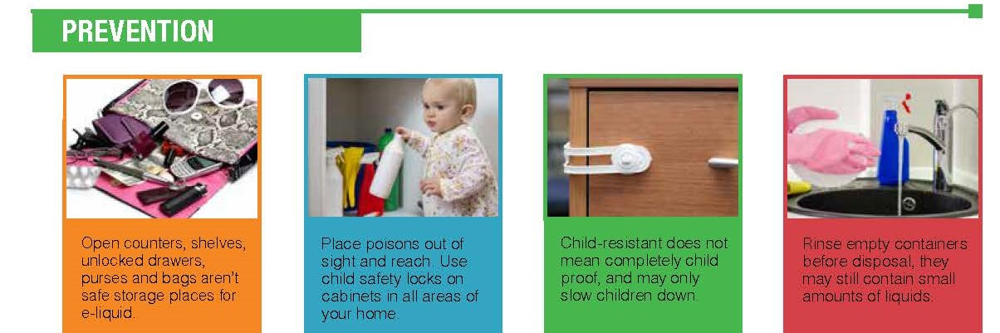 PREVENTION
Open counters, shelves,
unlocked drawers,
purses and bags aren't
safe storage places for
e-liquid.
Place poisons out of
sight and reach. Use
child safety locks on
cabinets in all areas of
your home.
Child-resistant does not
mean completely child
proof, and may only
slow children down.
Rinse empty containers
before disposal, they
may still contain small
amounts of liquids.